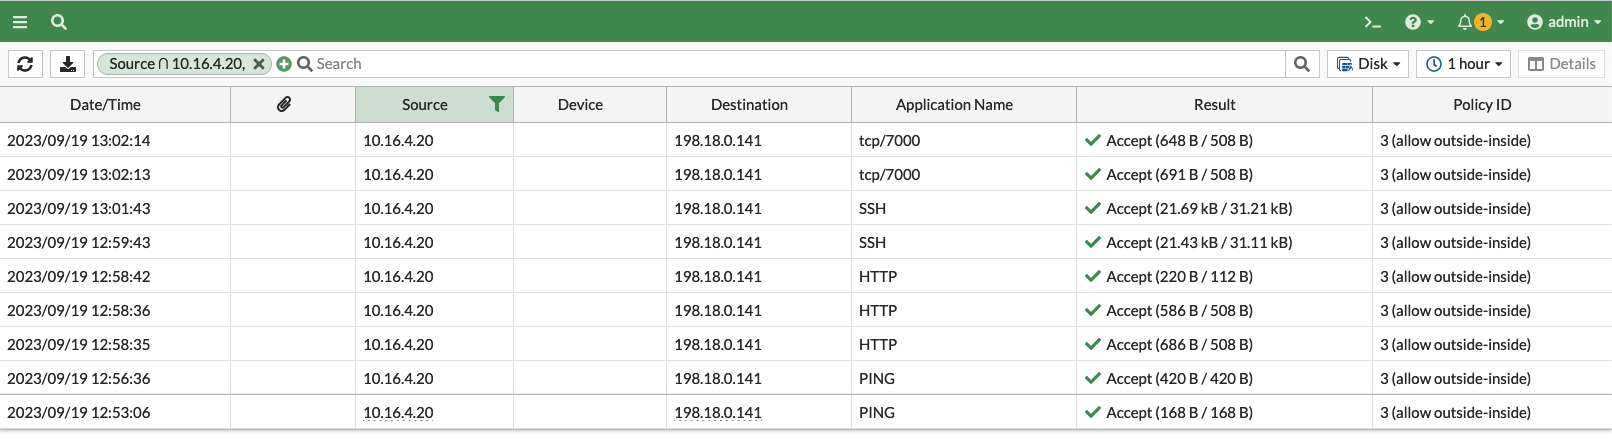 1 admin
Source ∩ 10.16.4.20, Search Disk 1 hour Details
Date/Time Source Device Destination Application Name Result Policy ID
2023/09/19 13:02:14 10.16.4.20 198.18.0.141 tcp/7000 Accept (648 B / 508 B) 3 (allow outside-inside)
2023/09/19 13:02:13 10.16.4.20 198.18.0.141 tcp/7000 Accept (691 B / 508 B) 3 (allow outside-inside)
2023/09/19 13:01:43 10.16.4.20 198.18.0.141 SSH Accept (21.69 kB / 31.21 kB) 3 (allow outside-inside)
2023/09/19 12:59:43 10.16.4.20 198.18.0.141 SSH Accept (21.43 kB / 31.11 kB) 3 (allow outside-inside)
2023/09/19 12:58:42 10.16.4.20 198.18.0.141 HTTP Accept (220 B / 112 B) 3 (allow outside-inside)
2023/09/19 12:58:36 10.16.4.20 198.18.0.141 HTTP Accept (586 B / 508 B) 3 (allow outside-inside)
2023/09/19 12:58:35 10.16.4.20 198.18.0.141 HTTP Accept (686 B / 508 B) 3 (allow outside-inside)
2023/09/19 12:56:36 10.16.4.20 198.18.0.141 PING Accept (420 B / 420 B) 3 (allow outside-inside)
2023/09/19 12:53:06 10.16.4.20 198.18.0.141 PING Accept (168 B / 168 B) 3 (allow outside-inside)